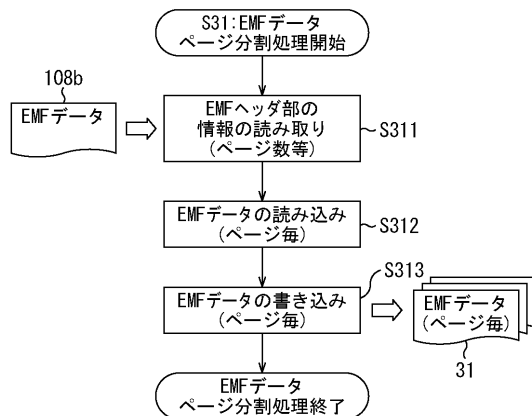 S31:EMFデータ
ページ分割処理開始
108b
EMFデータ
EMFヘッダ部の
情報の読み取り
(ページ数等)
S311
EMFデータの読み込み
(ページ毎)
S312
S313
EMFデータの書き込み
(ページ毎)
EMFデータ
(ページ毎)
31
EMFデータ
ページ分割処理終了